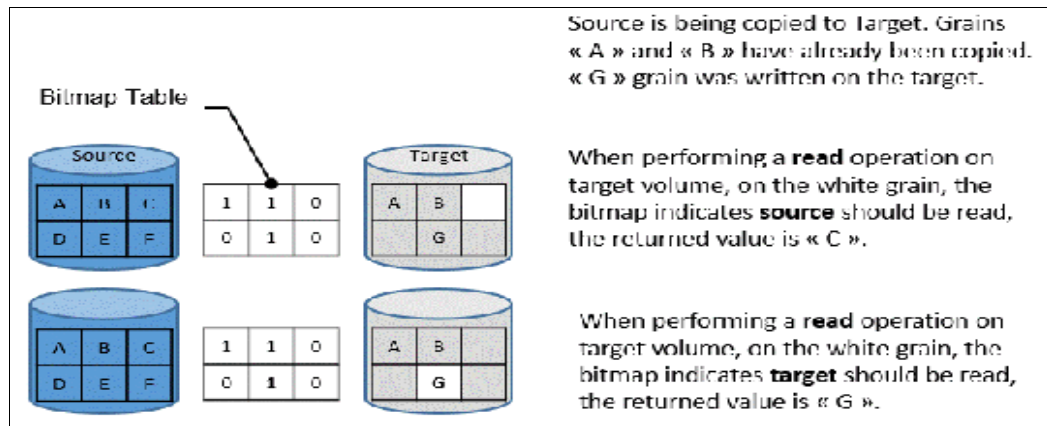 Source is being copied to Target. Grains
« A » and « B » have already been copied.
« G » grain was written on the target.
Bitmap Table
Source
A B C
D E F
1 1 0
0 1 0
Target
A B
G
When performing a read operation on
target volume, on the white grain, the
bitmap indicates source should be read,
the returned value is « C ».
A B C
D E F
1 1 0
0 1 0
A B
G
When performing a read operation on
target volume, on the white grain, the
bitmap indicates target should be read,
the returned value is « G ».